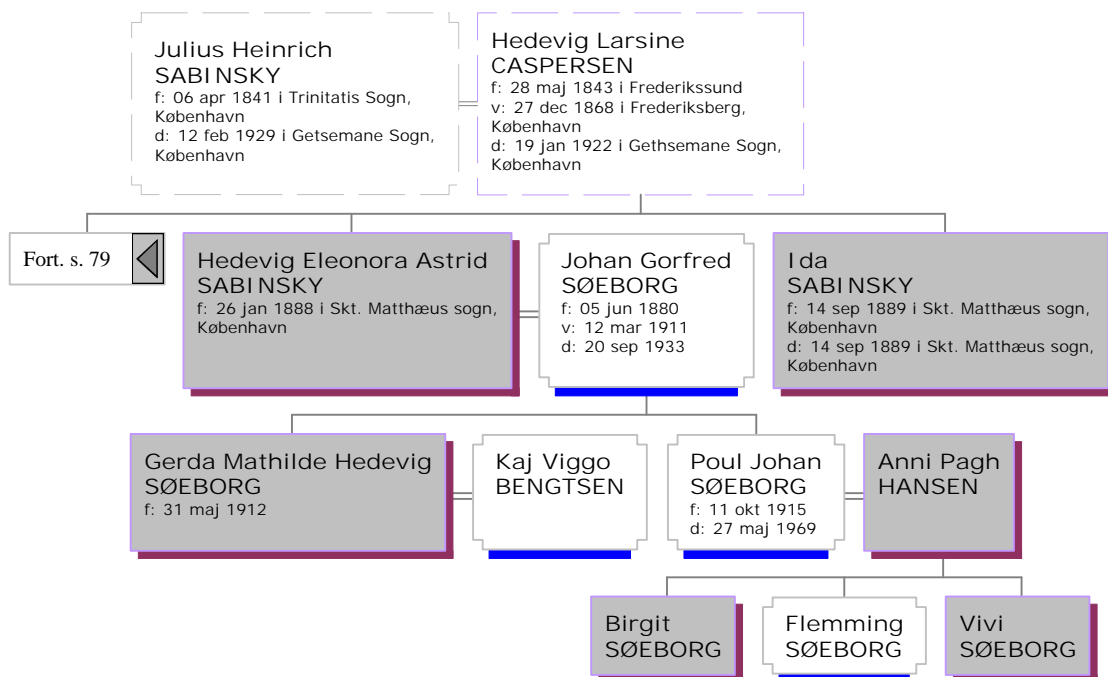 Julius Heinrich
SABINSKY
f: 06 apr 1841 i Trinitatis Sogn,
København
d: 12 feb 1929 i Getsemane Sogn,
København
Hedevig Larsine
CASPERSEN
f: 28 maj 1843 i Frederikssund
v: 27 dec 1868 i Frederiksberg,
København
d: 19 jan 1922 i Gethsemane Sogn,
København
Fort. s. 79
Hedevig Eleonora Astrid
SABINSKY
f: 26 jan 1888 i Skt. Matthæus sogn,
København
Johan Gorfred
SØEBORG
f: 05 jun 1880
v: 12 mar 1911
d: 20 sep 1933
Ida
SABINSKY
f: 14 sep 1889 i Skt. Matthæus sogn,
København
d: 14 sep 1889 i Skt. Matthæus sogn,
København
Gerda Mathilde Hedevig
SØEBORG
f: 31 maj 1912
Kaj Viggo
BENGTSEN
Poul Johan
SØEBORG
f: 11 okt 1915
d: 27 maj 1969
Anni Pagh
HANSEN
Birgit
SØEBORG
Flemming
SØEBORG
Vivi
SØEBORG